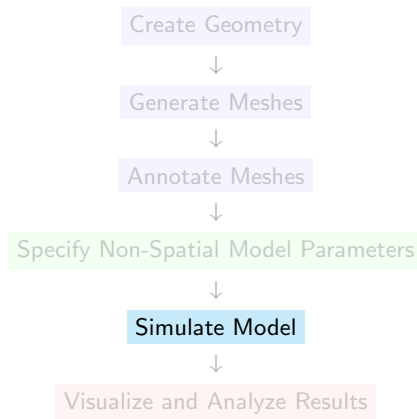 Create Geometry
↓
Generate Meshes
↓
Annotate Meshes
↓
Specify Non-Spatial Model Parameters
↓
Simulate Model
↓
Visualize and Analyze Results